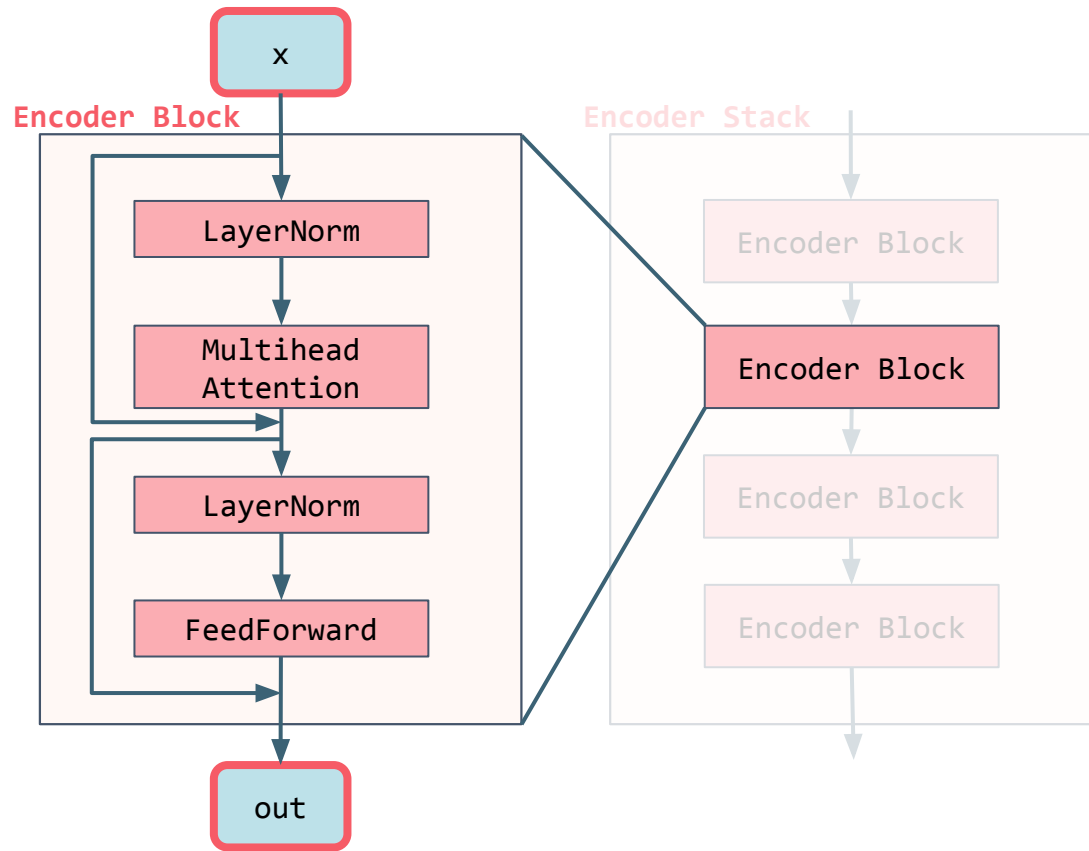 x
Encoder Block
LayerNorm
Multihead
Attention
LayerNorm
FeedForward
out
Encoder Stack
Encoder Block
Encoder Block
Encoder Block
Encoder Block